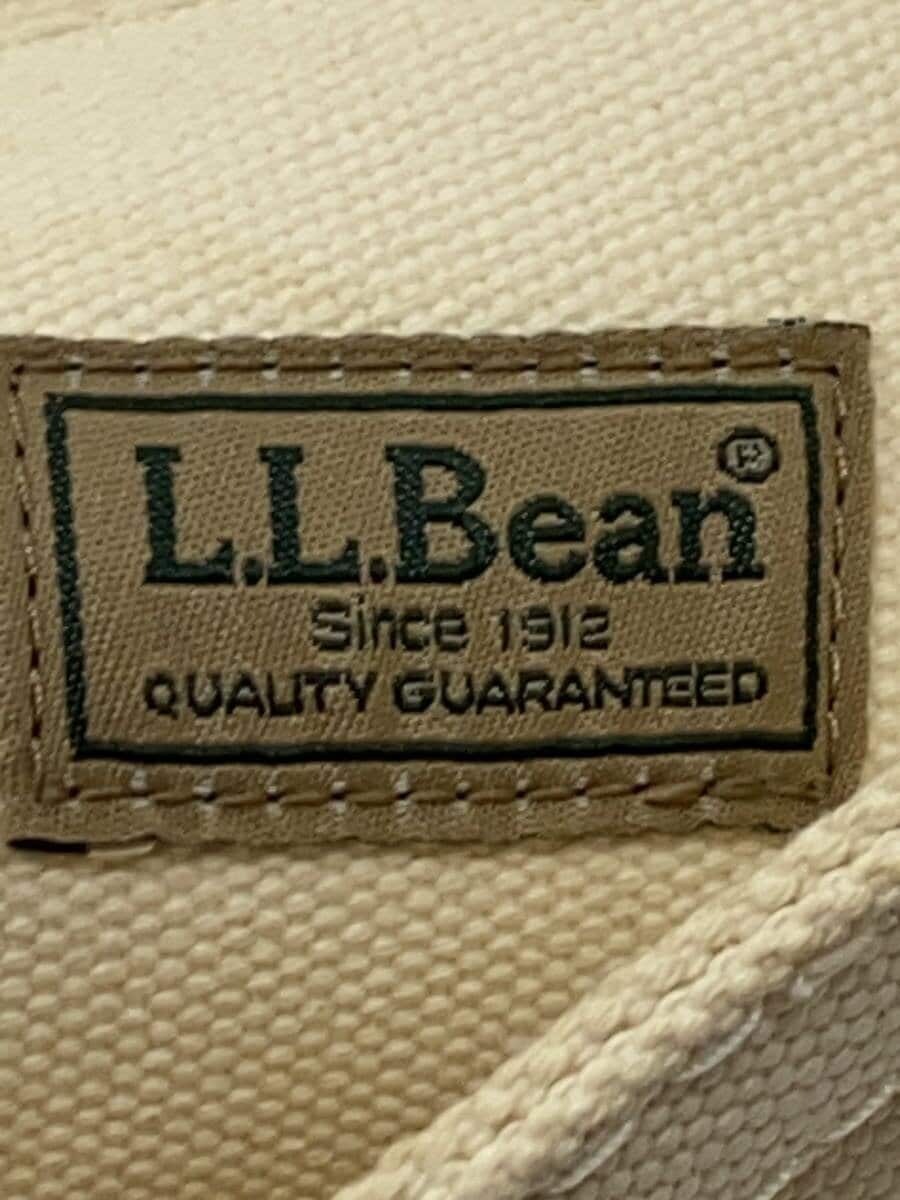 L.L.Bean®
Since 1912
QUALITY GUARANTEED